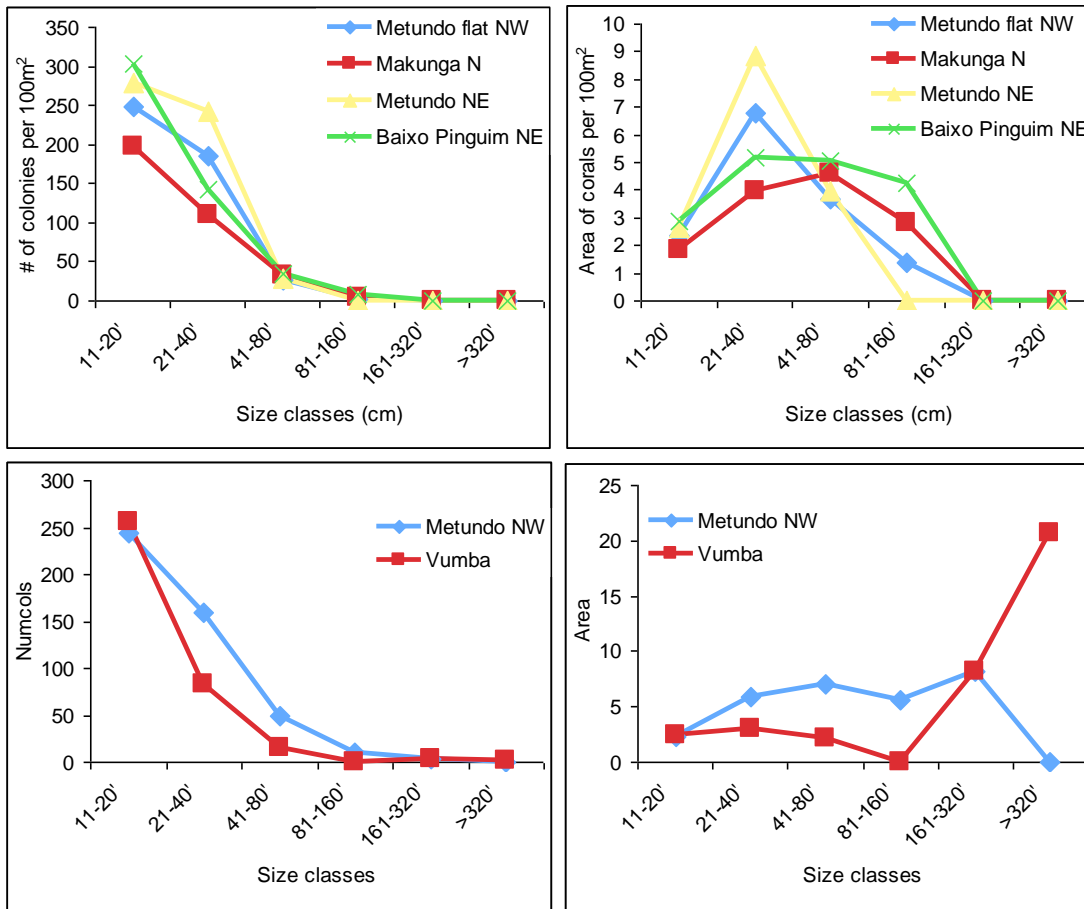 350
300
250
200
150
100
50
0
# of colonies per 100m²
Metundo flat NW
Makunga N
Metundo NE
Baixo Pinguim NE
11-20'
21-40'
41-80'
81-160'
161-320'
>320'
Size classes (cm)
10
9
8
7
6
5
4
3
2
1
0
Area of corals per 100m²
Metundo flat NW
Makunga N
Metundo NE
Baixo Pinguim NE
11-20'
21-40'
41-80'
81-160'
161-320'
>320'
Size classes (cm)
300
250
200
150
100
50
0
Numcols
Metundo NW
Vumba
11-20'
21-40'
41-80'
81-160'
161-320'
>320'
Size classes
25
20
15
10
5
0
Area
Metundo NW
Vumba
11-20'
21-40'
41-80'
81-160'
161-320'
>320'
Size classes